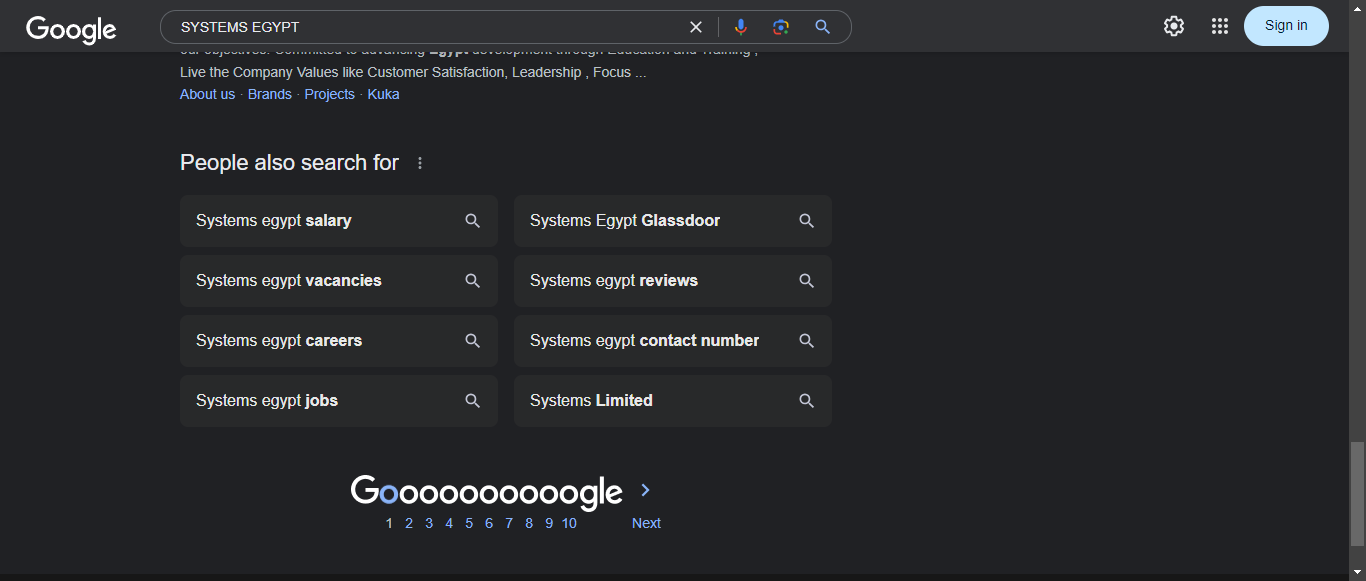 Google
SYSTEMS EGYPT
Sign in
our objectives. Committed to advancing Egypt development through Education and Training ,
Live the Company Values like Customer Satisfaction, Leadership , Focus ...
About us · Brands · Projects · Kuka
People also search for
Systems egypt salary
Systems Egypt Glassdoor
Systems egypt vacancies
Systems egypt reviews
Systems egypt careers
Systems egypt contact number
Systems egypt jobs
Systems Limited
Goooooooooogle
1 2 3 4 5 6 7 8 9 10 Next